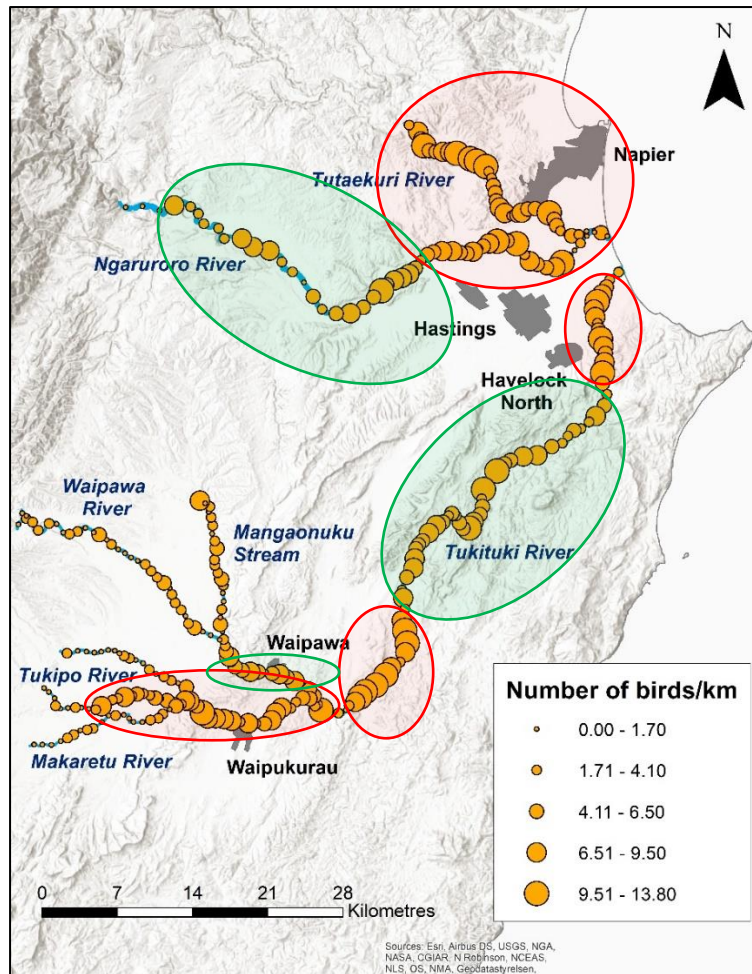 N
Napier
Tutaekuri River
Ngaruroro River
Hastings
Havelock
North
Waipawa
River
Mangaonuku
Stream
Tukituki River
Waipawa
Tukipo River
Makaretu River
Waipukurau
Number of birds/km
0.00 - 1.70
1.71 - 4.10
4.11 - 6.50
6.51 - 9.50
9.51 - 13.80
0 7 14 21 28
Kilometres
Sources: Esri, Airbus DS, USGS, NGA,
NASA, CGIAR, N Robinson, NCEAS,
NLS, OS, NMA, Geodatastyrelsen,